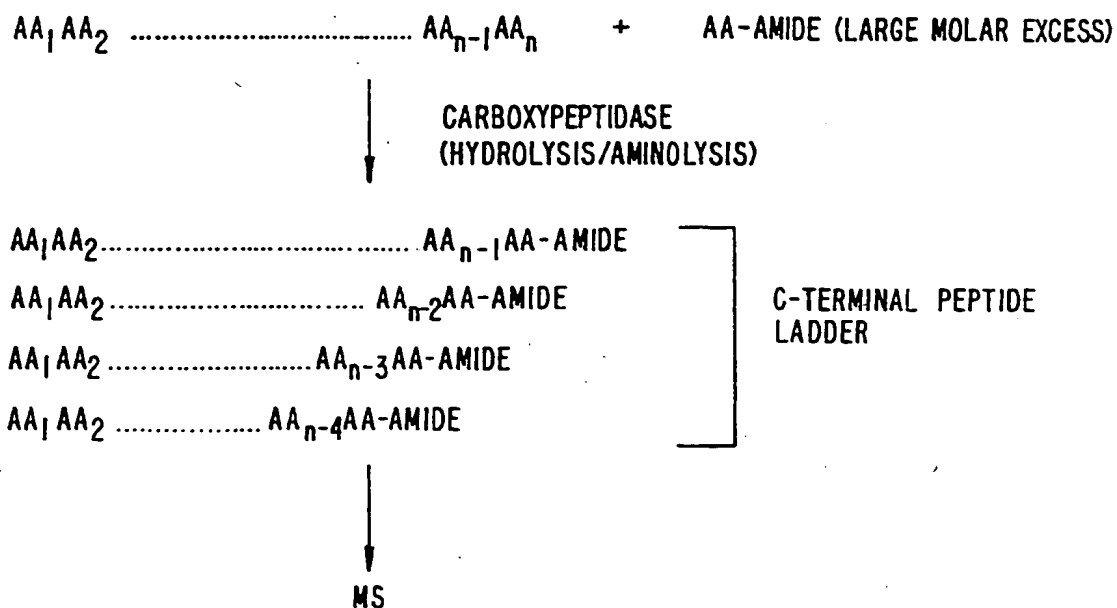 AA₁AA₂ ........................................ AAₙ₋₁AAₙ + AA-AMIDE (LARGE MOLAR EXCESS)
CARBOXYPEPTIDASE
(HYDROLYSIS/AMINOLYSIS)
AA₁AA₂........................................ AAₙ₋₁AA-AMIDE
AA₁AA₂.................................. AAₙ₋₂AA-AMIDE
AA₁AA₂...........................AAₙ₋₃AA-AMIDE
AA₁AA₂ ....................AAₙ₋₄AA-AMIDE
C-TERMINAL PEPTIDE
LADDER
MS